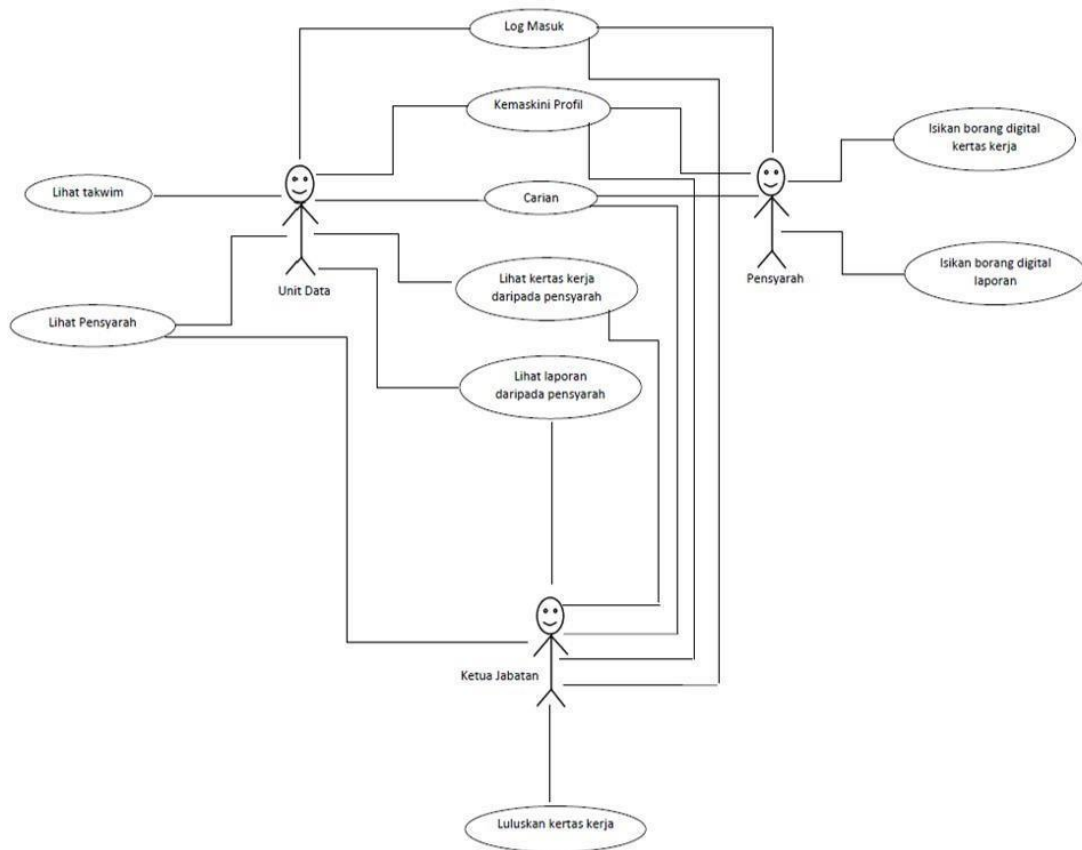 Log Masuk
Kemaskini Profil
Isikan borang digital
kertas kerja
Lihat takwim
Carian
Lihat kertas kerja
daripada pensyarah
Unit Data
Pensyarah
Isikan borang digital
laporan
Lihat Pensyarah
Lihat laporan
daripada pensyarah
Ketua Jabatan
Luluskan kertas kerja